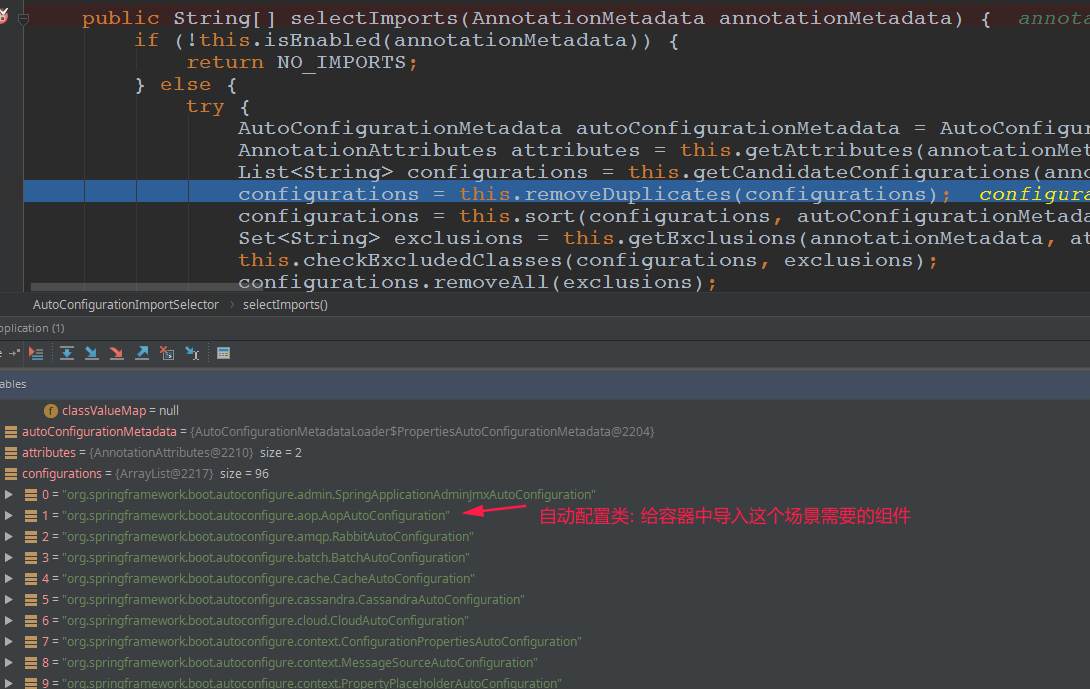 public String[] selectImports(AnnotationMetadata annotationMetadata) { annota
if (!this.isEnabled(annotationMetadata)) {
return NO_IMPORTS;
} else {
try {
AutoConfigurationMetadata autoConfigurationMetadata = AutoConfigur
AnnotationAttributes attributes = this.getAttributes(annotationMet
List<String> configurations = this.getCandidateConfigurations(anno
configurations = this.removeDuplicates(configurations); configura
configurations = this.sort(configurations, autoConfigurationMetada
Set<String> exclusions = this.getExclusions(annotationMetadata, at
this.checkExcludedClasses(configurations, exclusions);
configurations.removeAll(exclusions);
AutoConfigurationImportSelector › selectImports()
pplication (1)
ables
f classValueMap = null
autoConfigurationMetadata = {AutoConfigurationMetadataLoader$PropertiesAutoConfigurationMetadata@2204}
attributes = {AnnotationAttributes@2210} size = 2
configurations = {ArrayList@2217} size = 96
0 = "org.springframework.boot.autoconfigure.admin.SpringApplicationAdminJmxAutoConfiguration"
1 = "org.springframework.boot.autoconfigure.aop.AopAutoConfiguration" 自动配置类: 给容器中导入这个场景需要的组件
2 = "org.springframework.boot.autoconfigure.amqp.RabbitAutoConfiguration"
3 = "org.springframework.boot.autoconfigure.batch.BatchAutoConfiguration"
4 = "org.springframework.boot.autoconfigure.cache.CacheAutoConfiguration"
5 = "org.springframework.boot.autoconfigure.cassandra.CassandraAutoConfiguration"
6 = "org.springframework.boot.autoconfigure.cloud.CloudAutoConfiguration"
7 = "org.springframework.boot.autoconfigure.context.ConfigurationPropertiesAutoConfiguration"
8 = "org.springframework.boot.autoconfigure.context.MessageSourceAutoConfiguration"
9 = "org.springframework.boot.autoconfigure.context.PropertyPlaceholderAutoConfiguration"